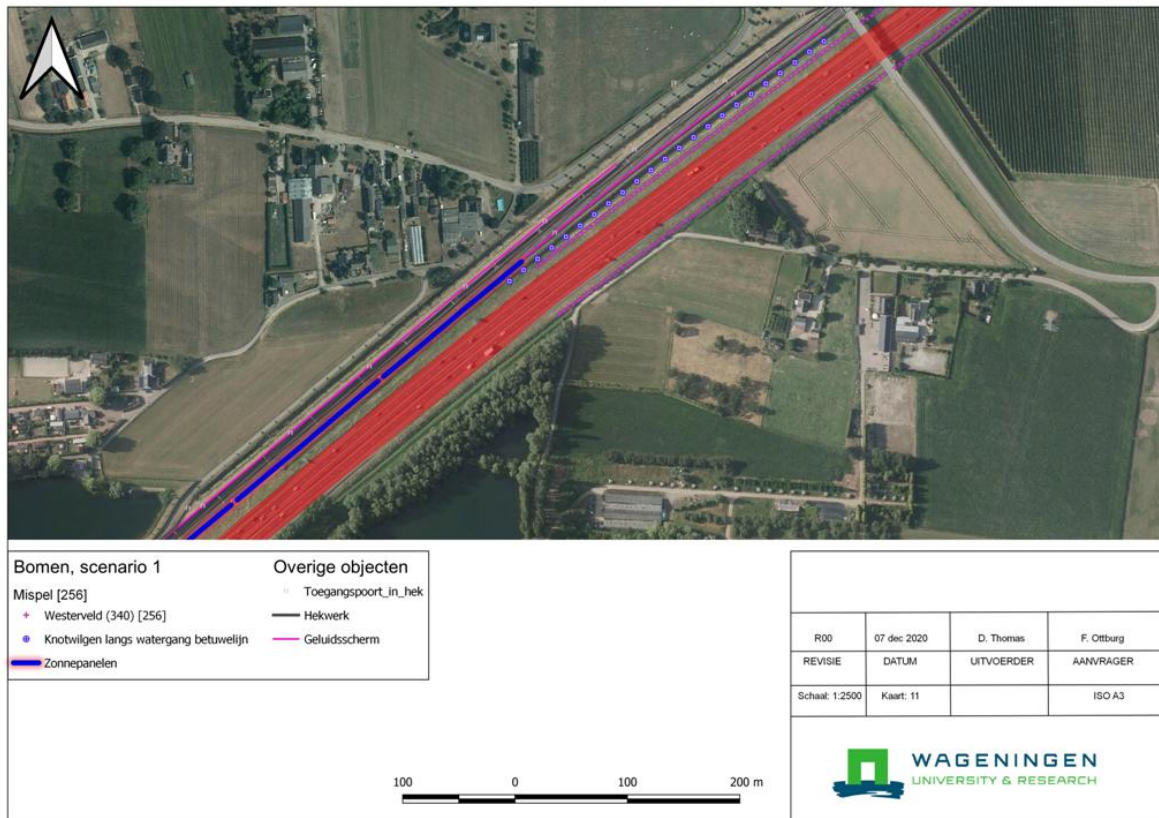 Bomen, scenario 1
Mispel [256]
Westerveld (340) [256]
Knotwilgen langs watergang betuwelijn
Zonnepanelen
Overige objecten
Toegangspoort_in_hek
Hekwerk
Geluidsscherm
100 0 100 200 m
R00 07 dec 2020 D. Thomas F. Ottburg
REVISIE DATUM UITVOERDER AANVRAGER
Schaal: 1:2500 Kaart: 11 ISO A3
WAGENINGEN
UNIVERSITY & RESEARCH